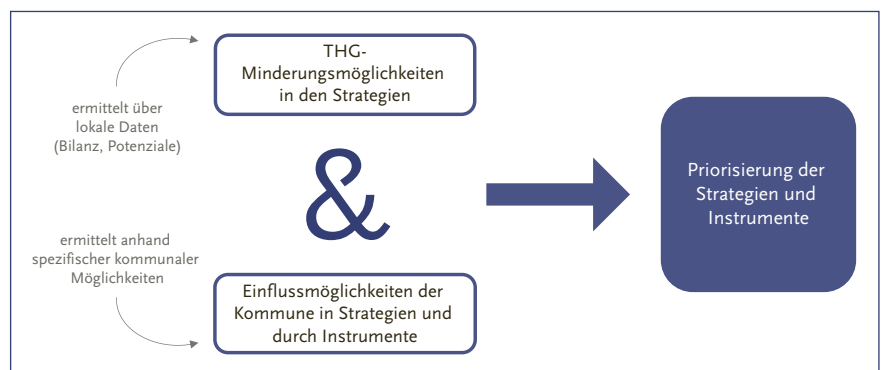 THG-
Minderungsmöglichkeiten
in den Strategien
ermittelt über
lokale Daten
(Bilanz, Potenziale)
&
Priorisierung der
Strategien und
Instrumente
ermittelt anhand
spezifischer kommunaler
Möglichkeiten
Einflussmöglichkeiten der
Kommune in Strategien und
durch Instrumente